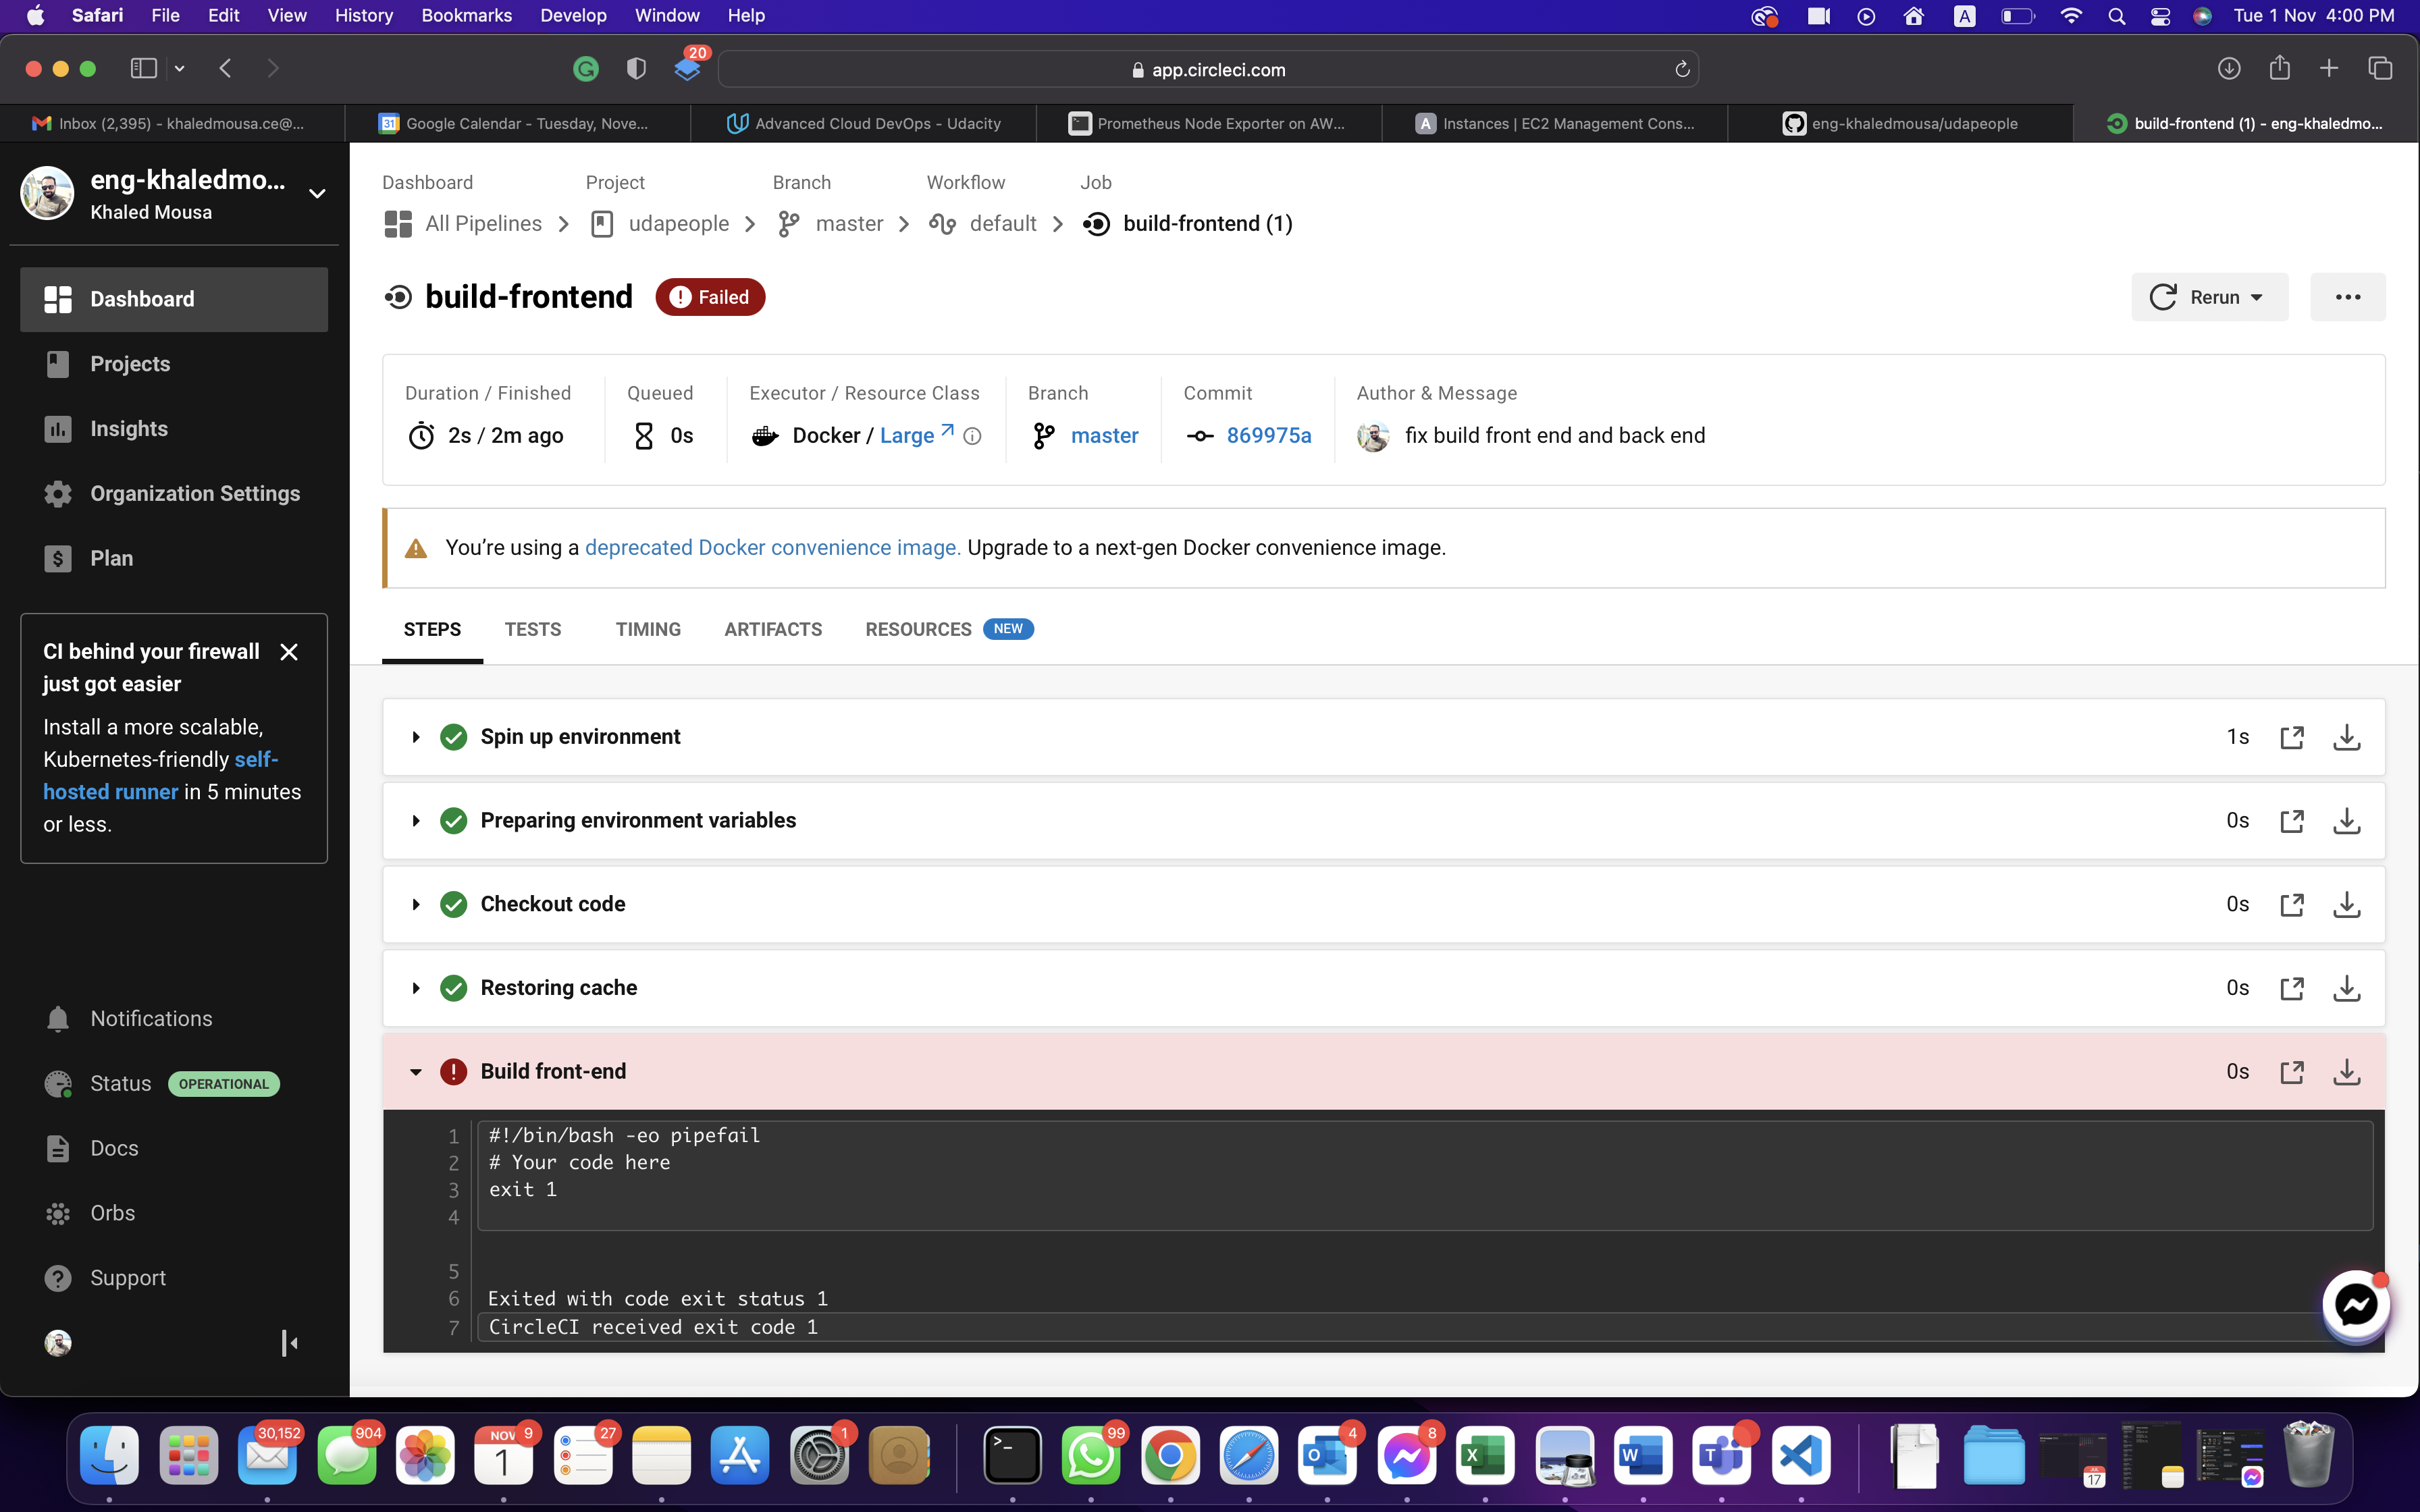 Safari File Edit View History Bookmarks Develop Window Help
A Tue 1 Nov 4:00 PM
20
app.circleci.com
Inbox (2,395) - khaledmousa.ce@...
31 Google Calendar - Tuesday, Nove...
Advanced Cloud DevOps - Udacity
Prometheus Node Exporter on AW...
A Instances | EC2 Management Cons...
eng-khaledmousa/udapeople
build-frontend (1) - eng-khaledmo...
eng-khaledmo...
Khaled Mousa
Dashboard
Projects
Insights
Organization Settings
Plan
CI behind your firewall
just got easier
Install a more scalable,
Kubernetes-friendly self-
hosted runner in 5 minutes
or less.
Notifications
Status OPERATIONAL
Docs
Orbs
Support
Dashboard Project Branch Workflow Job
All Pipelines udapeople master default build-frontend (1)
build-frontend Failed
Rerun
Duration / Finished Queued Executor / Resource Class Branch Commit Author & Message
2s / 2m ago 0s Docker / Large master 869975a fix build front end and back end
You’re using a deprecated Docker convenience image. Upgrade to a next-gen Docker convenience image.
STEPS TESTS TIMING ARTIFACTS RESOURCES NEW
Spin up environment 1s
Preparing environment variables 0s
Checkout code 0s
Restoring cache 0s
Build front-end 0s
1 #!/bin/bash -eo pipefail
2 # Your code here
3 exit 1
4
5
6 Exited with code exit status 1
7 CircleCI received exit code 1
30,152 904 NOV 1 9 27 1 99 4 8
>_ O X W T JUL 17